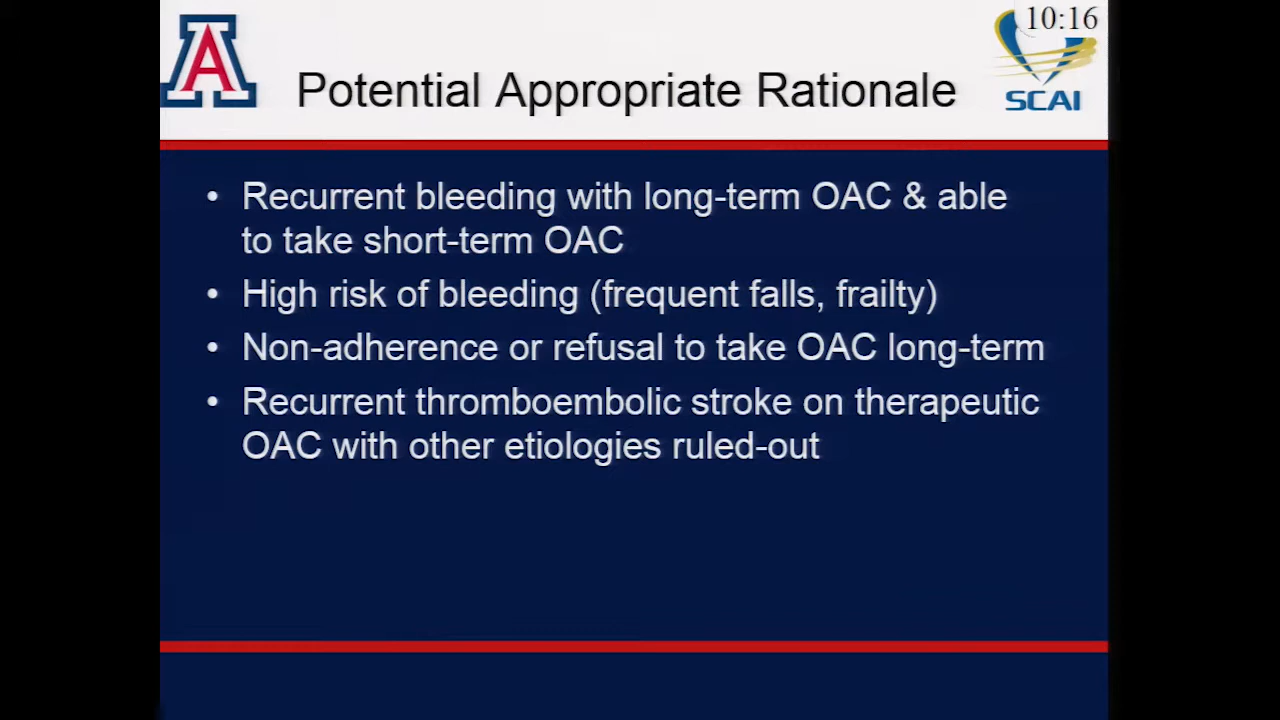 10:16
A
SCAI
Potential Appropriate Rationale
• Recurrent bleeding with long-term OAC & able
to take short-term OAC
• High risk of bleeding (frequent falls, frailty)
• Non-adherence or refusal to take OAC long-term
• Recurrent thromboembolic stroke on therapeutic
OAC with other etiologies ruled-out